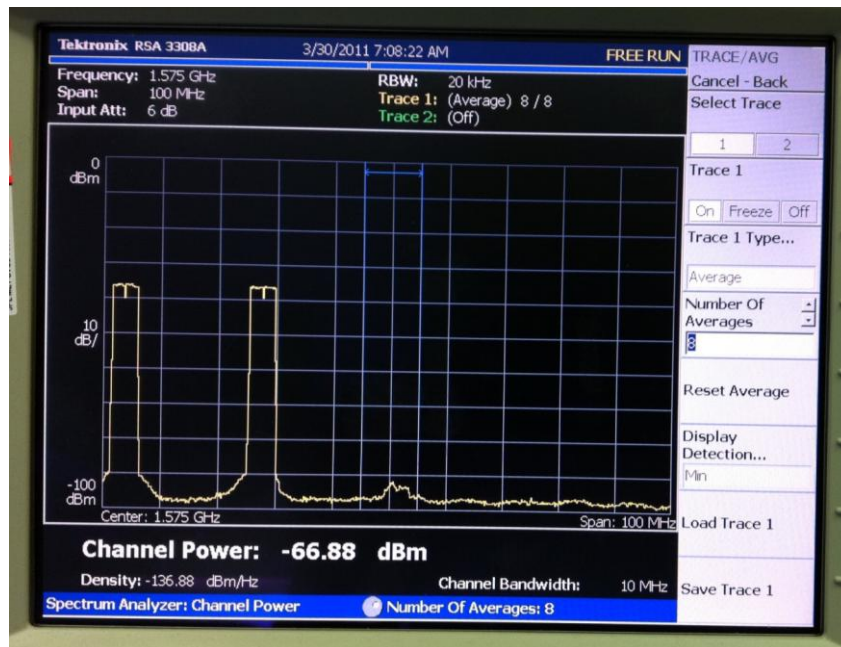 Tektronix RSA 3308A 3/30/2011 7:08:22 AM FREE RUN
Frequency: 1.575 GHz
Span: 100 MHz
Input Att: 6 dB
RBW: 20 kHz
Trace 1: (Average) 8 / 8
Trace 2: (Off)
0
dBm
10
dB/
-100
dBm
Center: 1.575 GHz
Span: 100 MHz
Channel Power: -66.88 dBm
Density: -136.88 dBm/Hz
Channel Bandwidth: 10 MHz
Spectrum Analyzer: Channel Power
Number Of Averages: 8
TRACE/AVG
Cancel - Back
Select Trace
1 2
Trace 1
On Freeze Off
Trace 1 Type...
Average
Number Of
Averages
8
Reset Average
Display
Detection...
Min
Load Trace 1
Save Trace 1